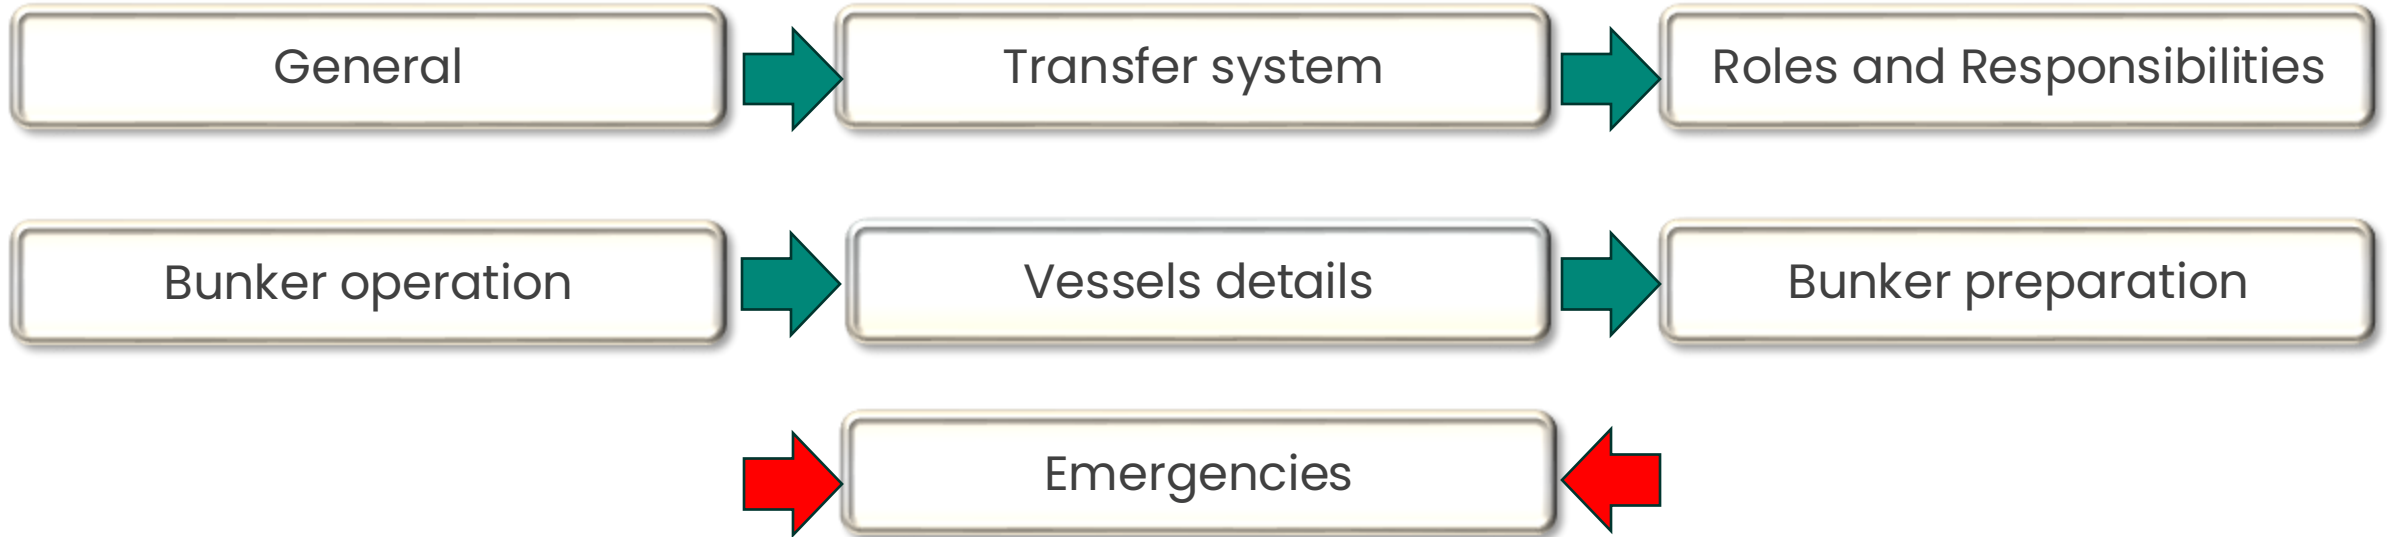 General
Transfer system
Roles and Responsibilities
Bunker operation
Vessels details
Bunker preparation
Emergencies